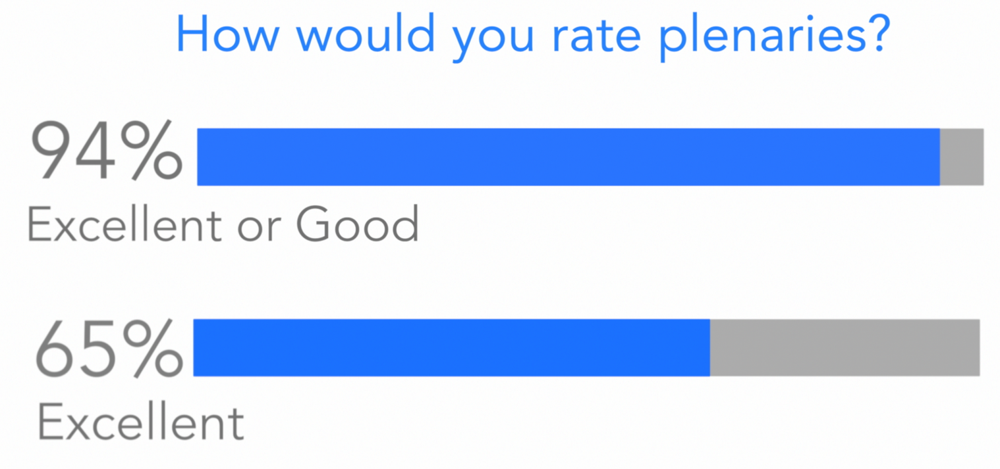 How would you rate plenaries?
94%
Excellent or Good
65%
Excellent